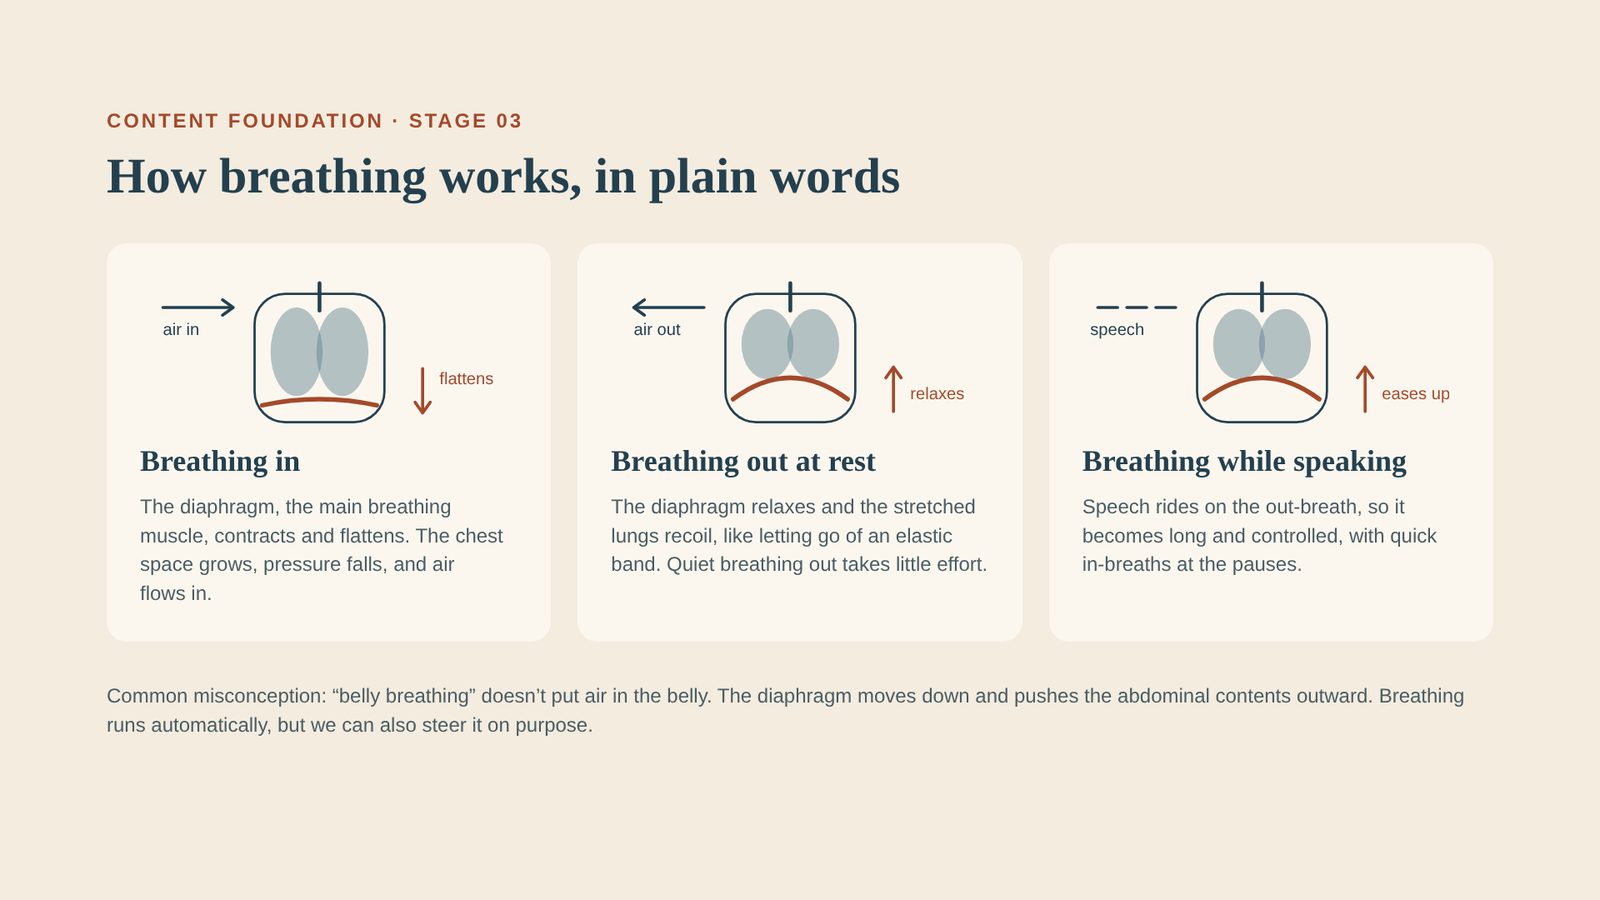 CONTENT FOUNDATION · STAGE 03
How breathing works, in plain words
air in
flattens
Breathing in
The diaphragm, the main breathing
muscle, contracts and flattens. The chest
space grows, pressure falls, and air
flows in.
air out
relaxes
Breathing out at rest
The diaphragm relaxes and the stretched
lungs recoil, like letting go of an elastic
band. Quiet breathing out takes little effort.
speech
eases up
Breathing while speaking
Speech rides on the out-breath, so it
becomes long and controlled, with quick
in-breaths at the pauses.
Common misconception: “belly breathing” doesn’t put air in the belly. The diaphragm moves down and pushes the abdominal contents outward. Breathing
runs automatically, but we can also steer it on purpose.